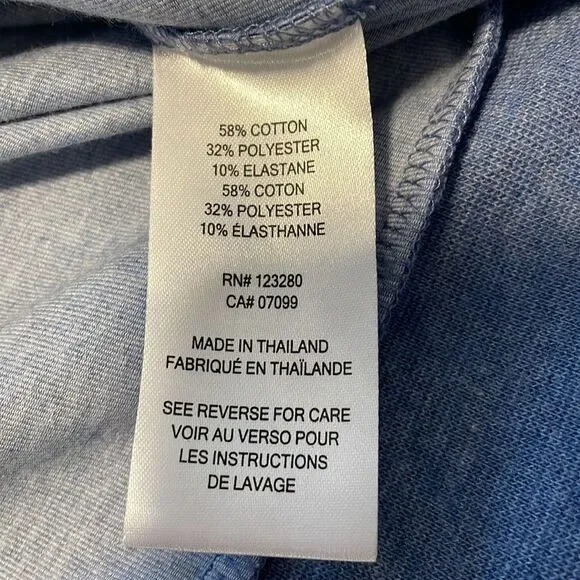 58% COTTON
32% POLYESTER
10% ELASTANE
58% COTON
32% POLYESTER
10% ÉLASTHANNE
RN# 123280
CA# 07099
MADE IN THAILAND
FABRIQUÉ EN THAÏLANDE
SEE REVERSE FOR CARE
VOIR AU VERSO POUR
LES INSTRUCTIONS
DE LAVAGE